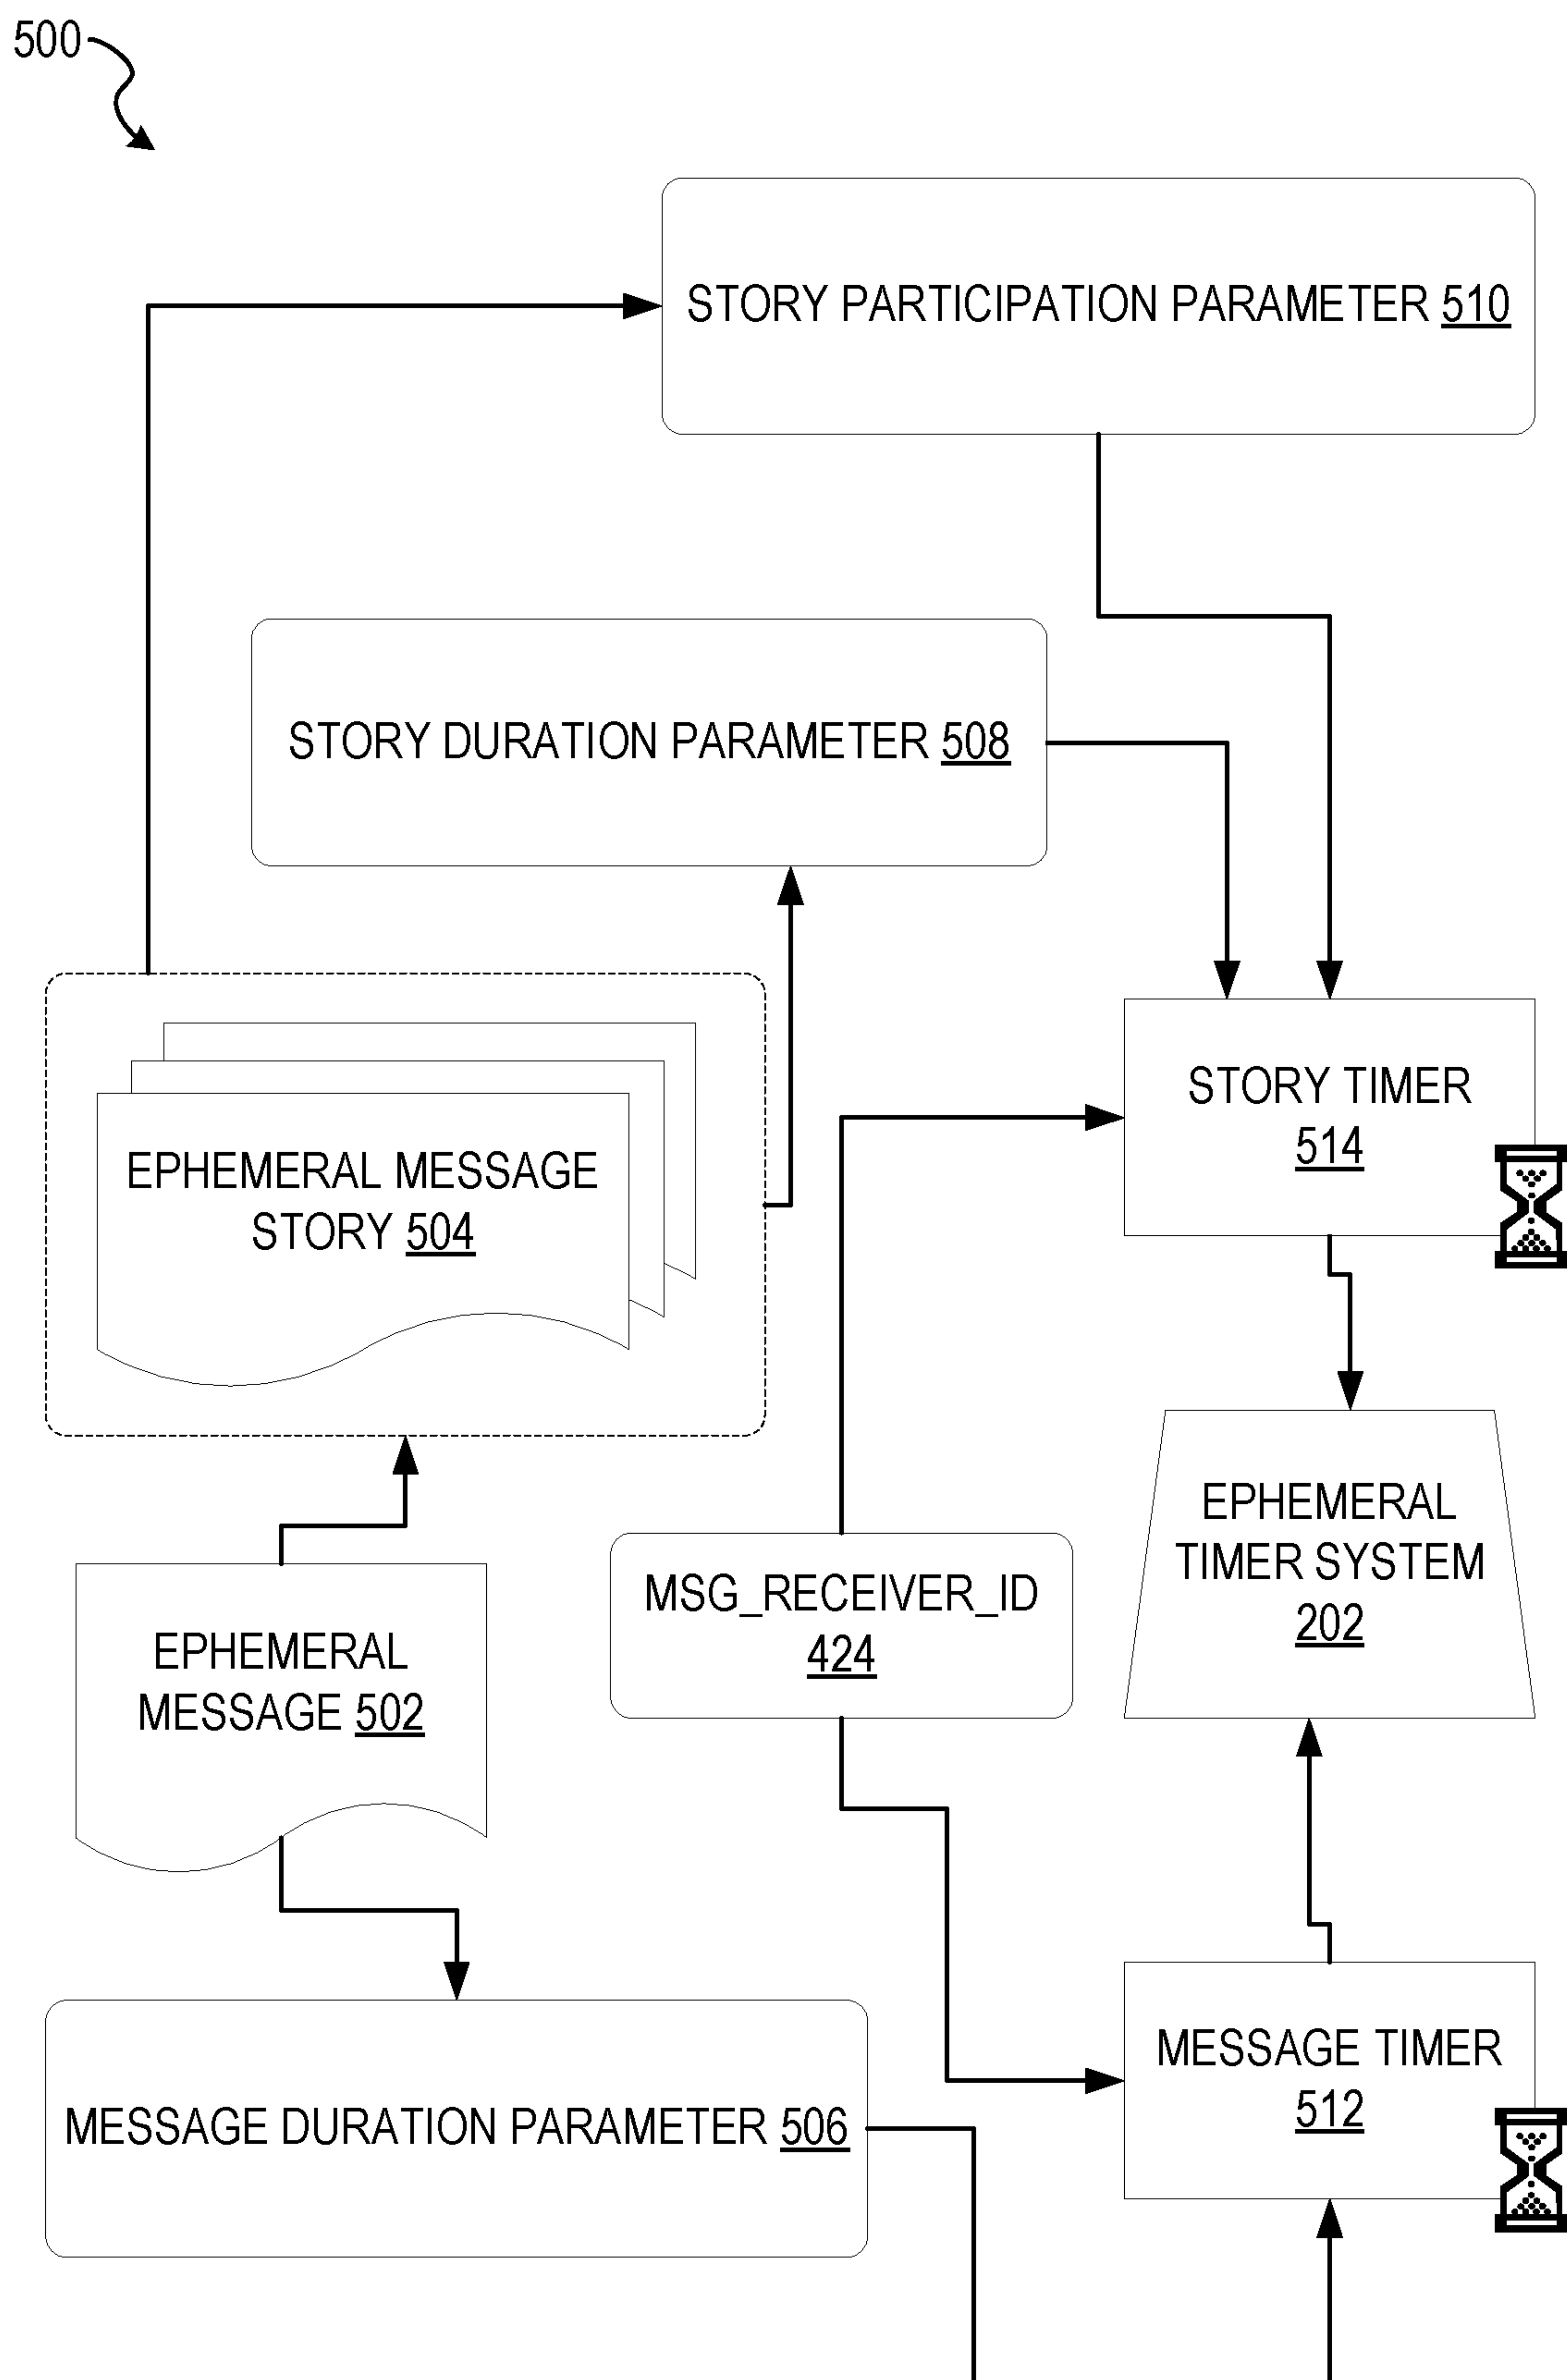 500
STORY PARTICIPATION PARAMETER 510
STORY DURATION PARAMETER 508
STORY TIMER
514
EPHEMERAL MESSAGE
STORY 504
EPHEMERAL
TIMER SYSTEM
202
MSG_RECEIVER_ID
424
EPHEMERAL
MESSAGE 502
MESSAGE TIMER
512
MESSAGE DURATION PARAMETER 506